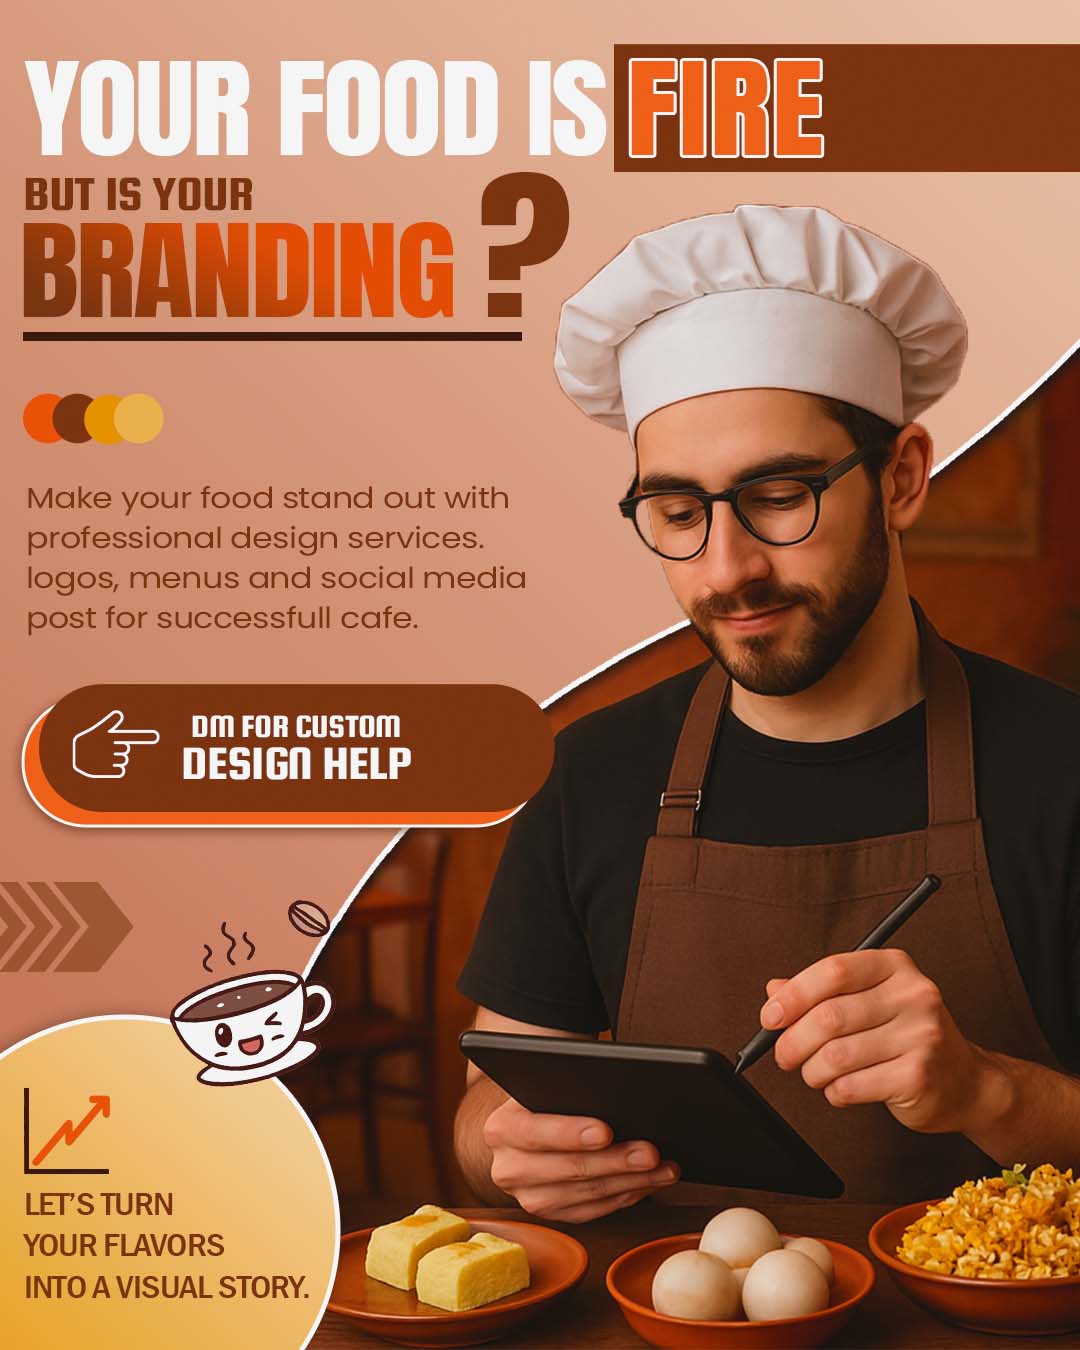 YOUR FOOD IS FIRE
BUT IS YOUR
BRANDING?
Make your food stand out with
professional design services.
logos, menus and social media
post for successfull cafe.
DM FOR CUSTOM
DESIGN HELP
LET'S TURN
YOUR FLAVORS
INTO A VISUAL STORY.